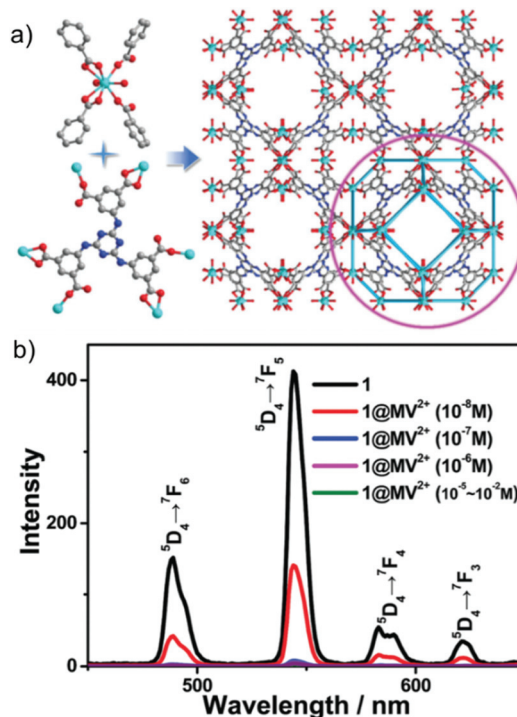 a)
b)
400
200
0
Intensity
⁵D₄→⁷F₆
⁵D₄→⁷F₅
⁵D₄→⁷F₄
⁵D₄→⁷F₃
1
1@MV²⁺ (10⁻⁸M)
1@MV²⁺ (10⁻⁷M)
1@MV²⁺ (10⁻⁶M)
1@MV²⁺ (10⁻⁵~10⁻²M)
500
600
Wavelength / nm